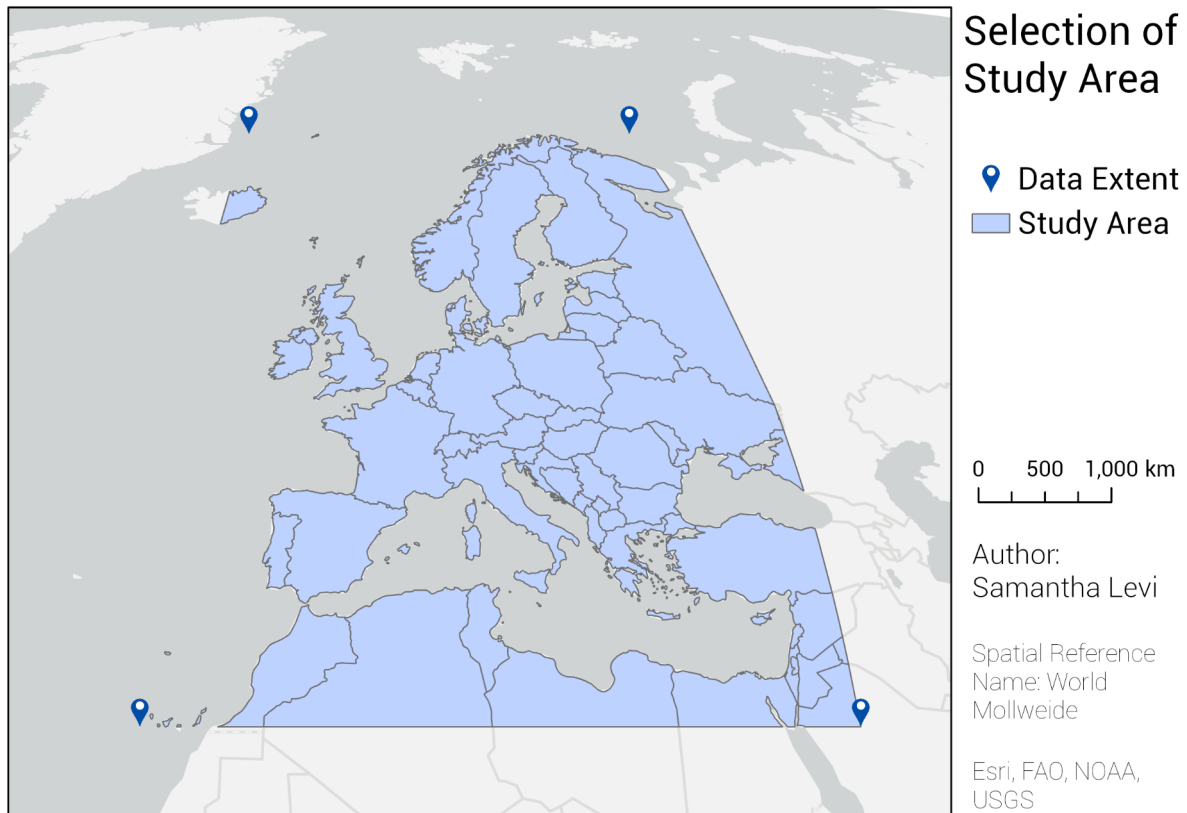 Selection of
Study Area
Data Extent
Study Area
0 500 1,000 km
Author:
Samantha Levi
Spatial Reference
Name: World
Mollweide
Esri, FAO, NOAA,
USGS